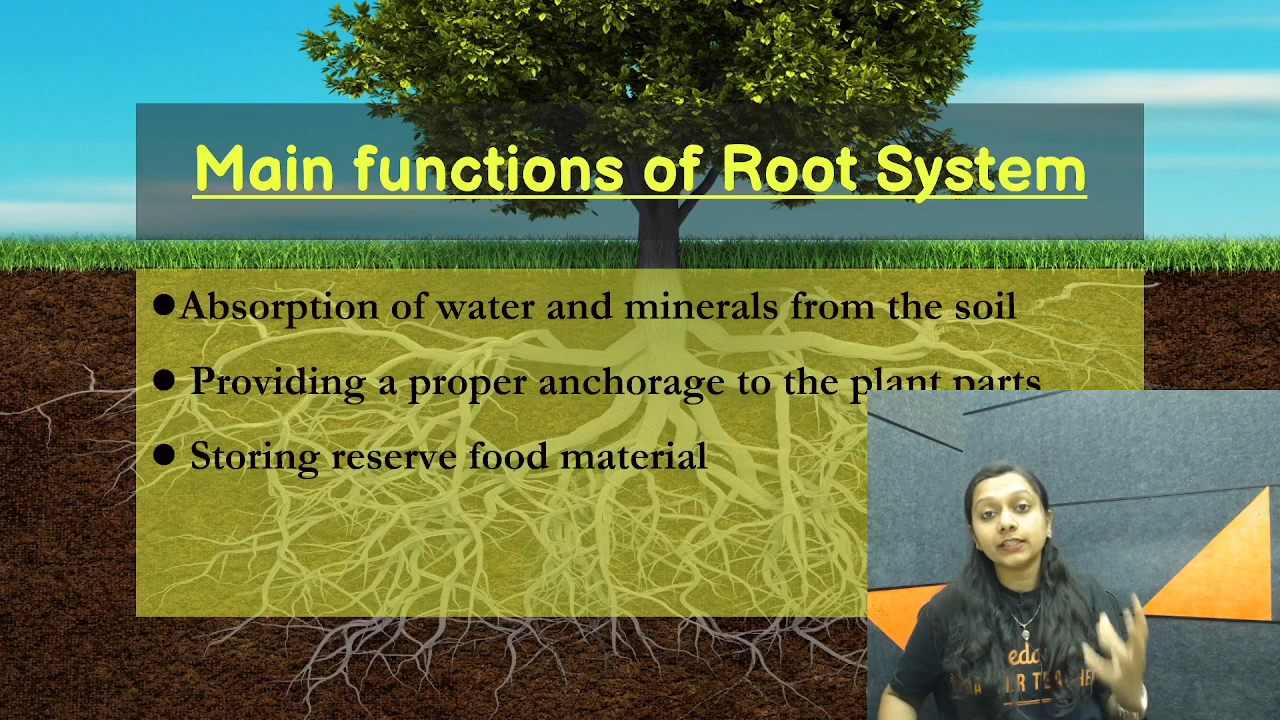 Main functions of Root System
●Absorption of water and minerals from the soil
● Providing a proper anchorage to the plant parts
● Storing reserve food material